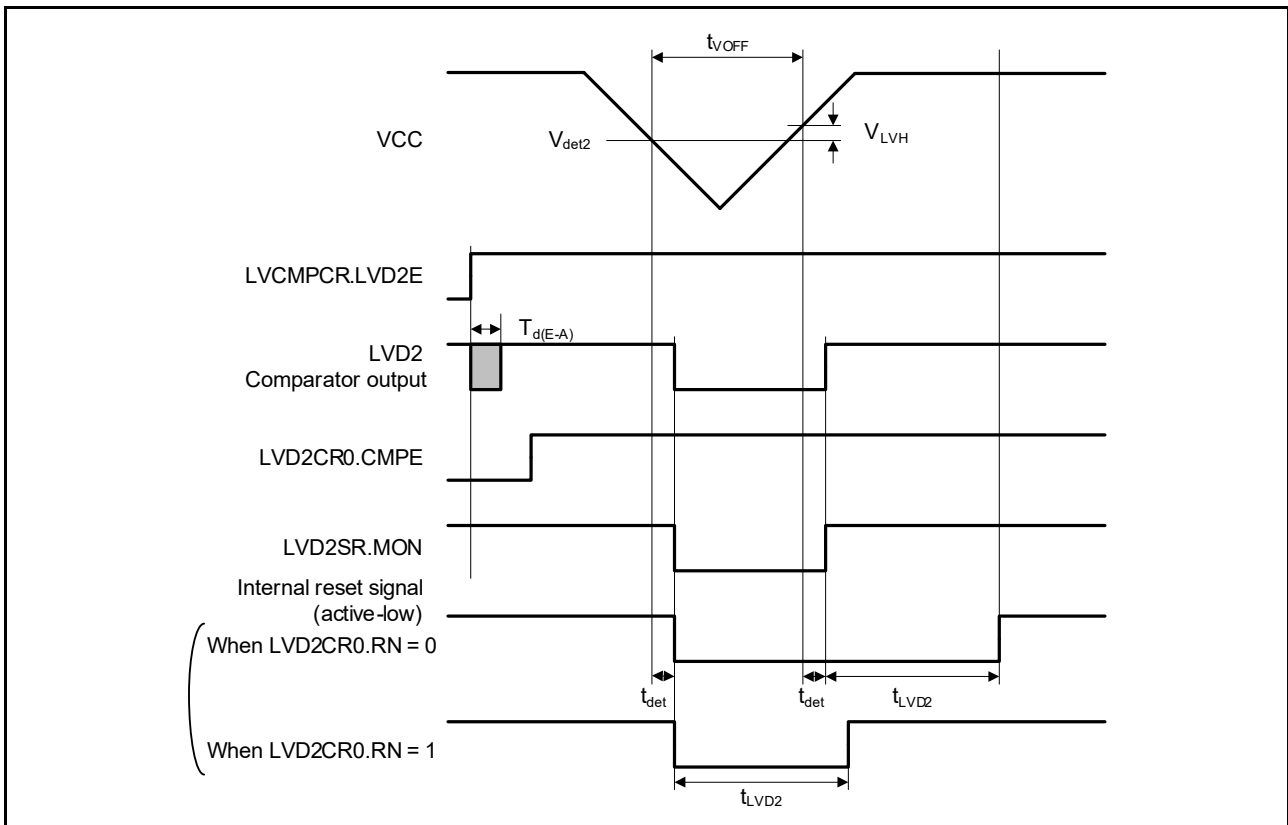 tVOFF
VCC
Vdet2
VLVH
LVCMPCR.LVD2E
Td(E-A)
LVD2
Comparator output
LVD2CR0.CMPE
LVD2SR.MON
Internal reset signal
(active-low)
When LVD2CR0.RN = 0
tdet
tdet
tLVD2
When LVD2CR0.RN = 1
tLVD2